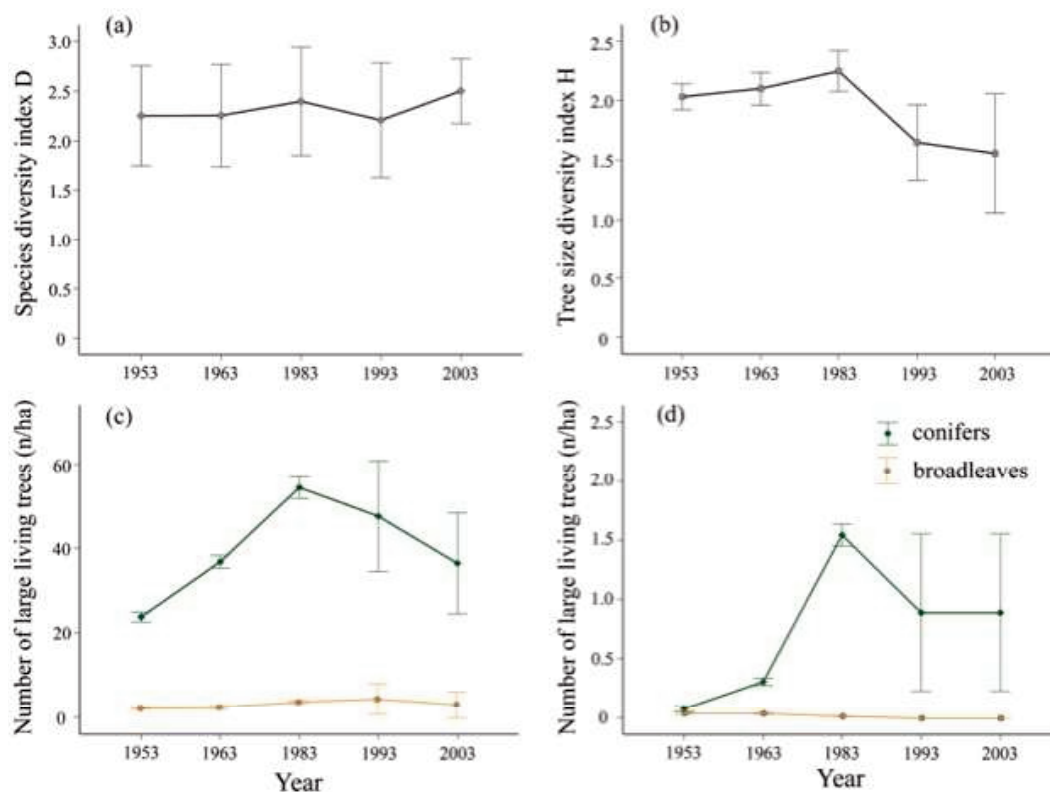 (a)
Species diversity index D
3.0
2.5
2.0
1.5
1.0
0.5
0
1953 1963 1983 1993 2003
(b)
Tree size diversity index H
2.5
2.0
1.5
1.0
0.5
0
1953 1963 1983 1993 2003
(c)
Number of large living trees (n/ha)
60
40
20
0
1953 1963 1983 1993 2003
Year
(d)
Number of large living trees (n/ha)
2.5
2.0
1.5
1.0
0.5
0
conifers
broadleaves
1953 1963 1983 1993 2003
Year